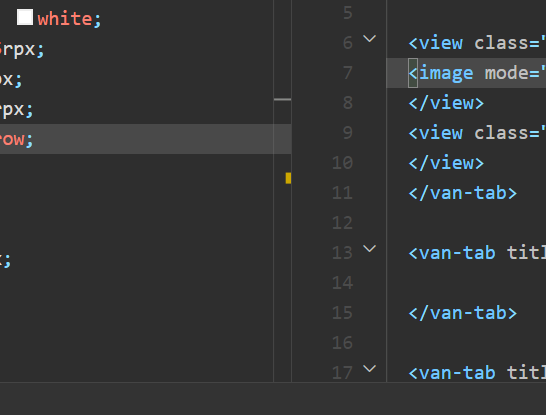 white;
rpx;
px;
rpx;
row;
;
5
6 <view class="
7 <image mode="
8 </view>
9 <view class="
10 </view>
11 </van-tab>
12
13 <van-tab titl
14
15 </van-tab>
16
17 <van-tab titl